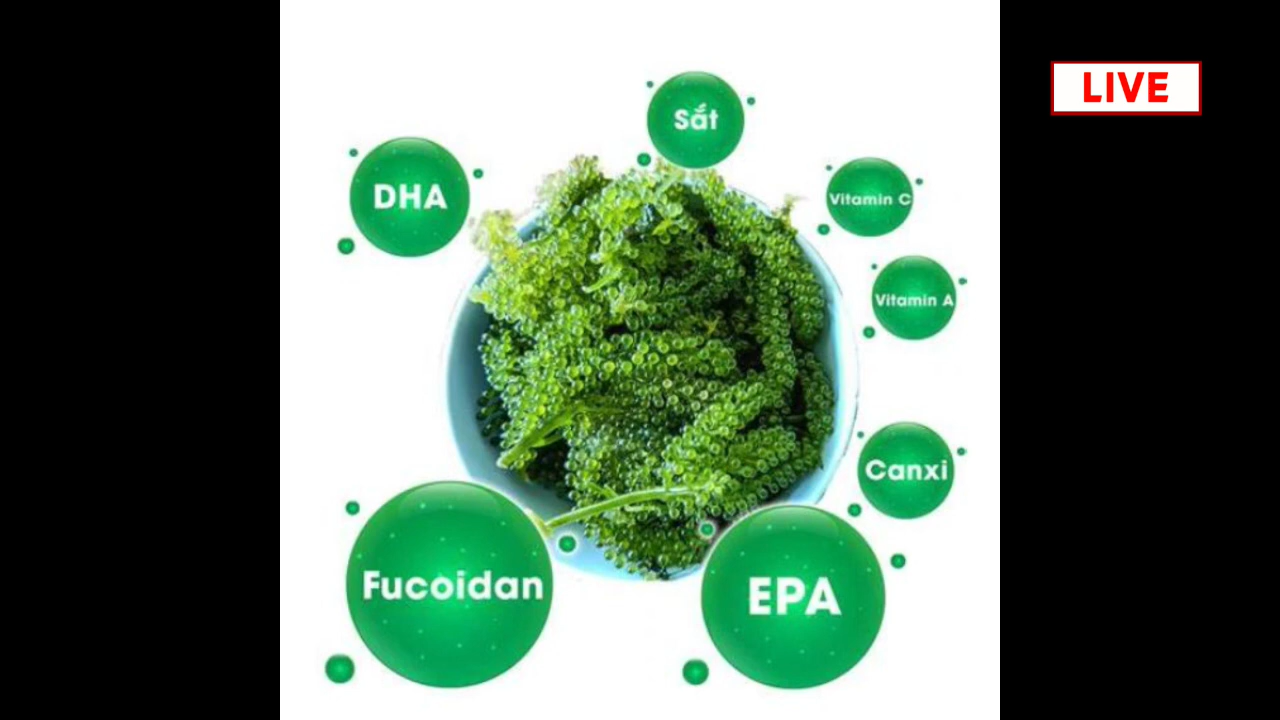 LIVE
Sắt
DHA
Vitamin C
Vitamin A
Canxi
Fucoidan
EPA